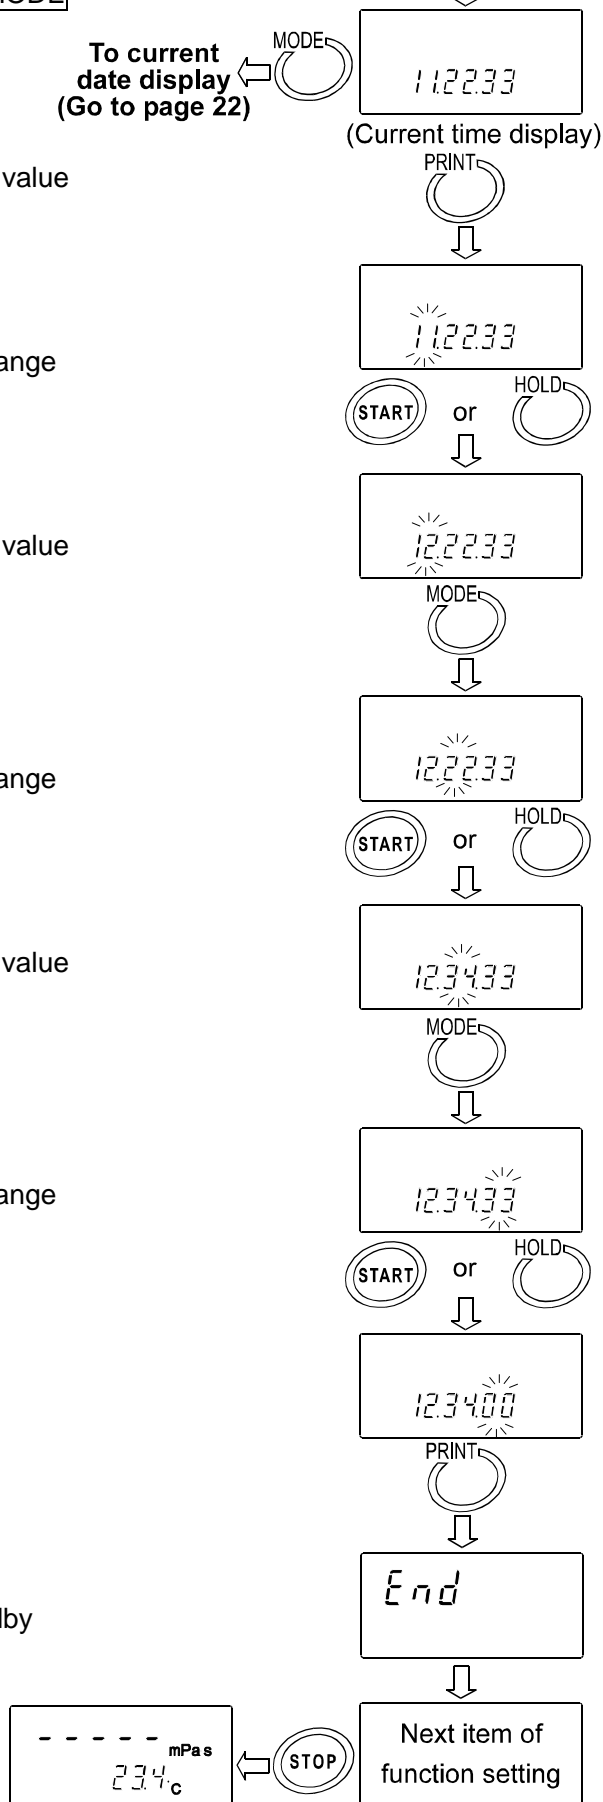 MODE
MODE
To current
date display
(Go to page 22)
11.22.33
(Current time display)
PRINT
value
11.22.33
ange
START or HOLD
12.22.33
value
MODE
12.22.33
ange
START or HOLD
12.34.33
value
MODE
12.34.33
ange
START or HOLD
12.34.00
PRINT
End
lby
Next item of
function setting
STOP
- - - - - mPas
23.4 °C